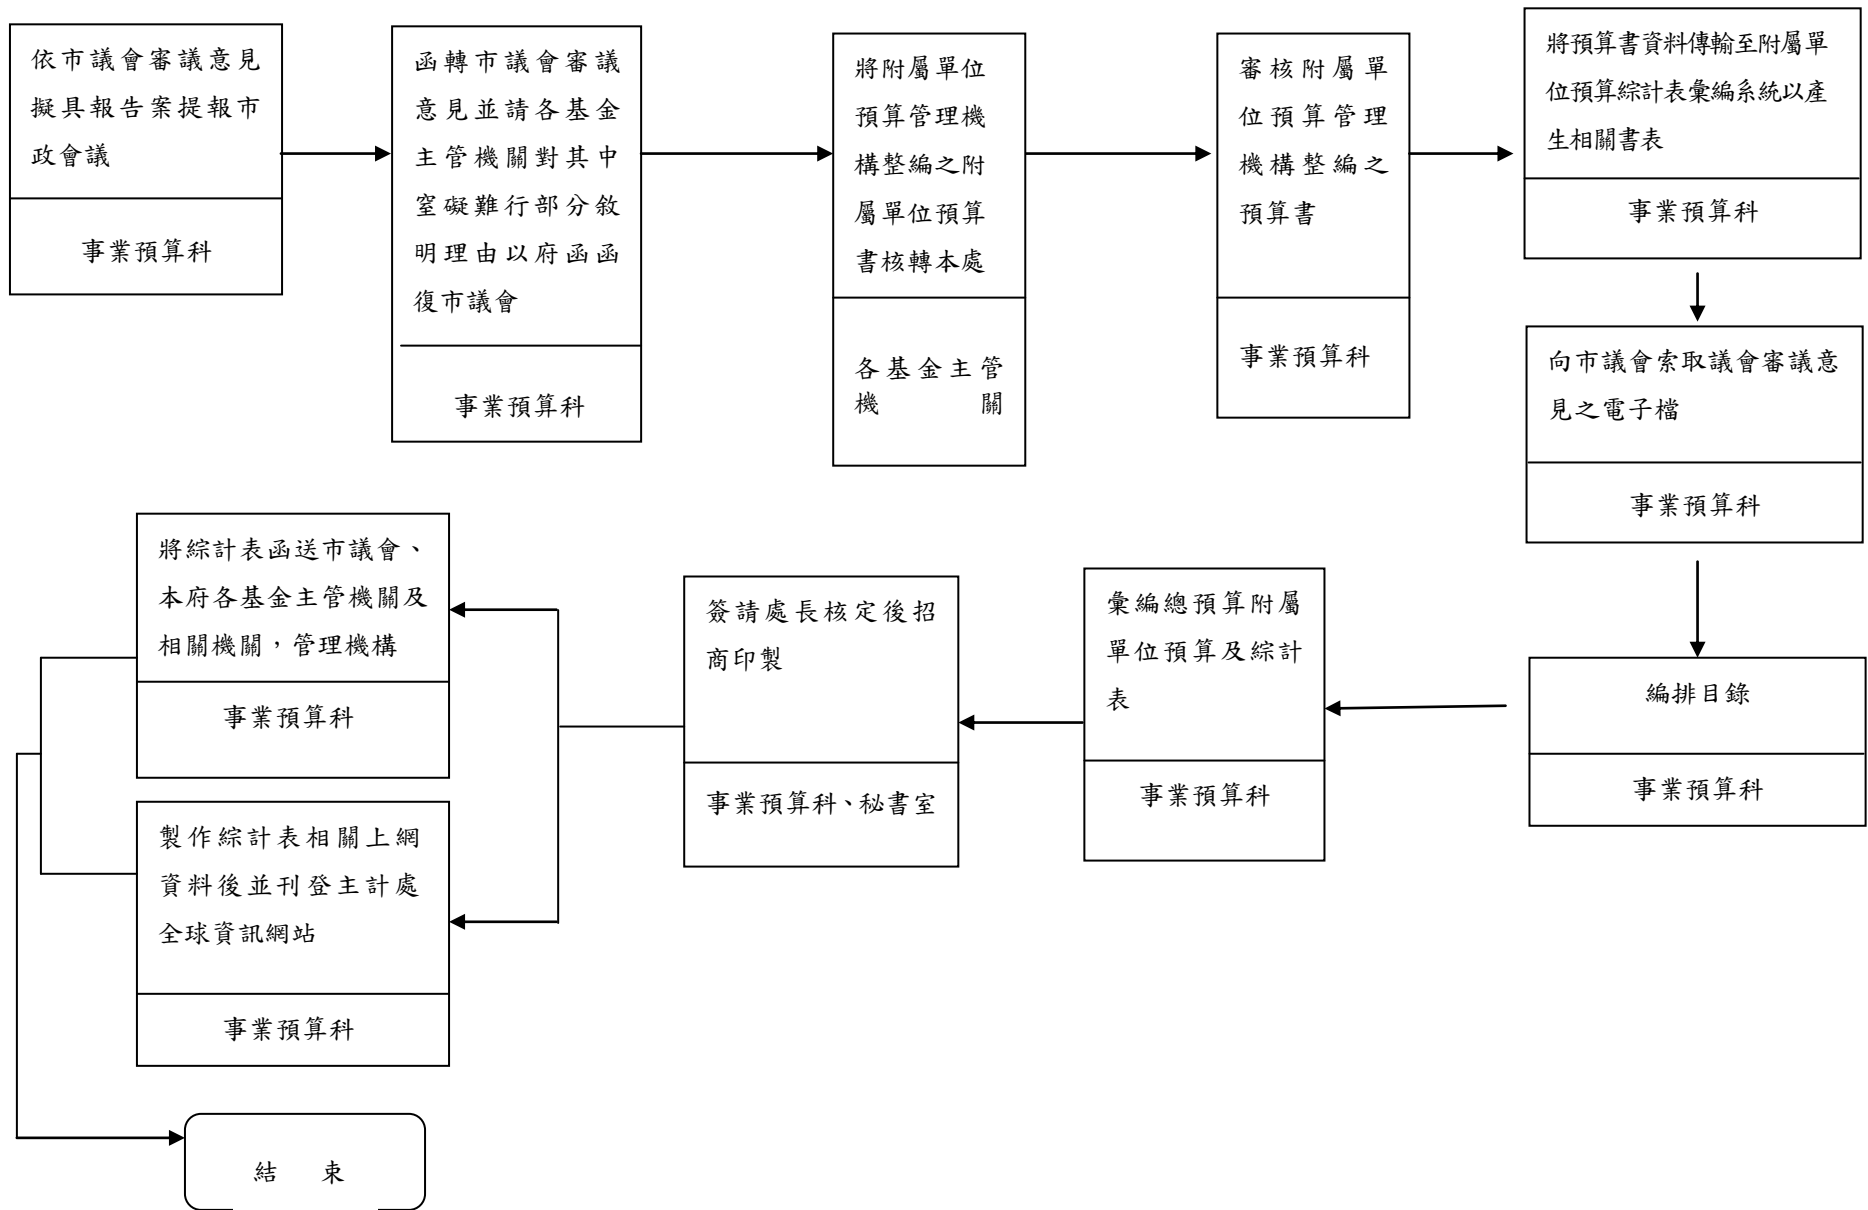 依市議會審議意見
擬具報告案提報市
政會議
事業預算科
函轉市議會審議
意見並請各基金
主管機關對其中
窒礙難行部分敘
明理由以府函函
復市議會
事業預算科
將附屬單位
預算管理機
構整編之附
屬單位預算
書核轉本處
各基金主管
機關
審核附屬單
位預算管理
機構整編之
預算書
事業預算科
將預算書資料傳輸至附屬單
位預算綜計表彙編系統以產
生相關書表
事業預算科
向市議會索取議會審議意
見之電子檔
事業預算科
編排目錄
事業預算科
彙編總預算附屬
單位預算及綜計
表
事業預算科
簽請處長核定後招
商印製
事業預算科、秘書室
將綜計表函送市議會、
本府各基金主管機關及
相關機關，管理機構
事業預算科
製作綜計表相關上網
資料後並刊登主計處
全球資訊網站
事業預算科
結　束